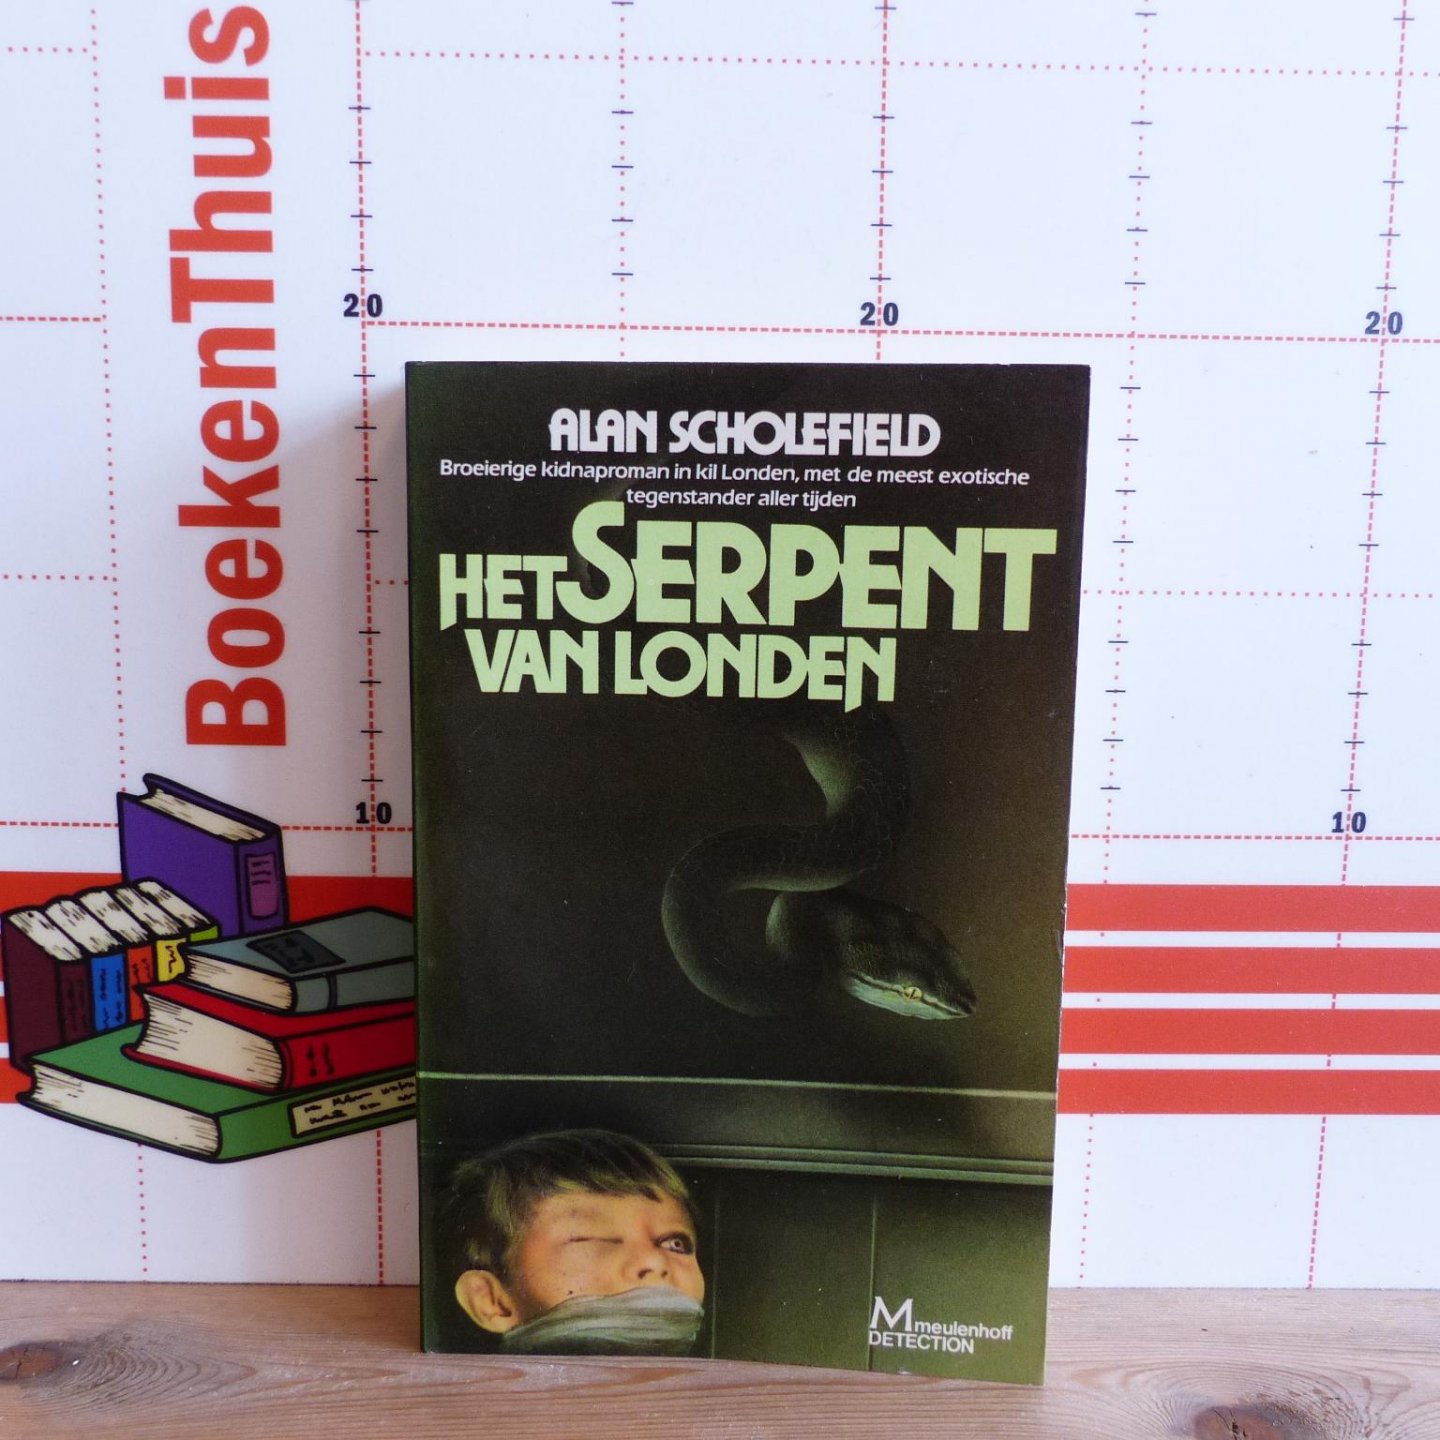 BoekenThuis
20
20
20
10
10
ALAN SCHOLEFIELD
Broeierige kidnaproman in kil Londen, met de meest exotische
tegenstander aller tijden
HET SERPENT
VAN LONDEN
M meulenhoff
DETECTION